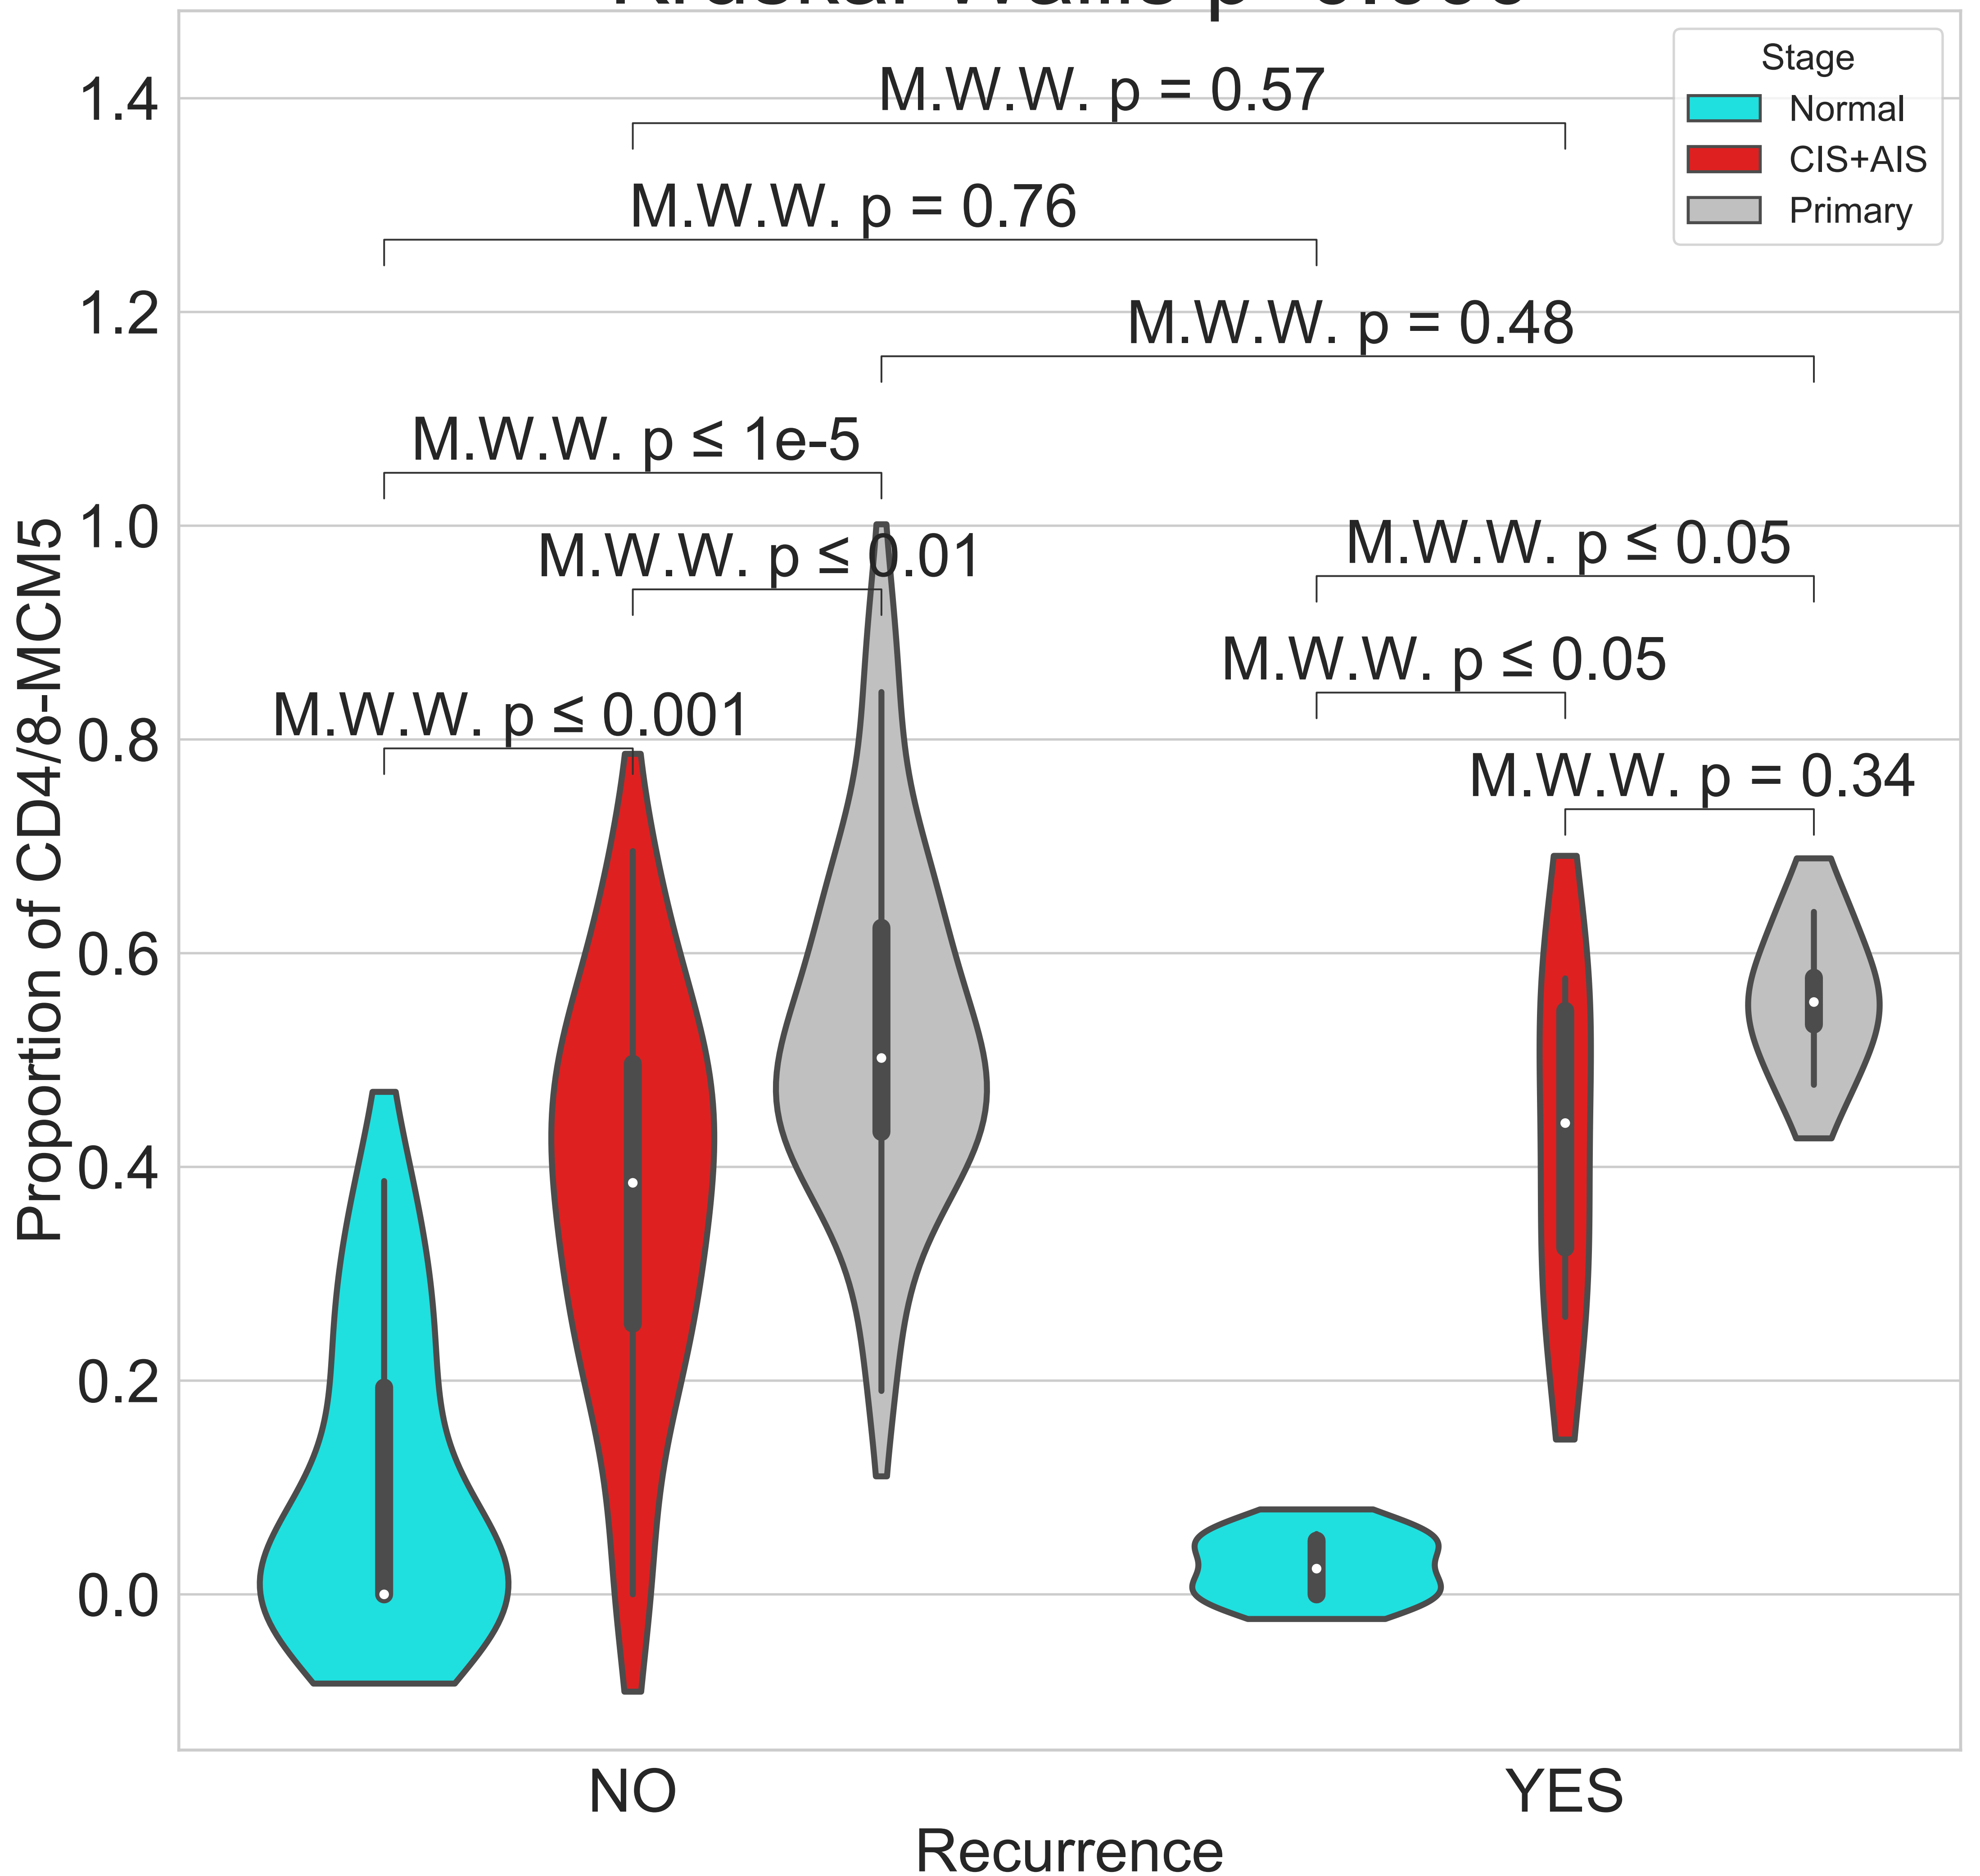 Stage
Normal
CIS+AIS
Primary
M.W.W. p = 0.57
M.W.W. p = 0.76
M.W.W. p = 0.48
M.W.W. p ≤ 1e-5
M.W.W. p ≤ 0.01
M.W.W. p ≤ 0.05
M.W.W. p ≤ 0.05
M.W.W. p ≤ 0.001
M.W.W. p = 0.34
1.4
1.2
1.0
0.8
0.6
0.4
0.2
0.0
Proportion of CD4/8-MCM5
NO
YES
Recurrence